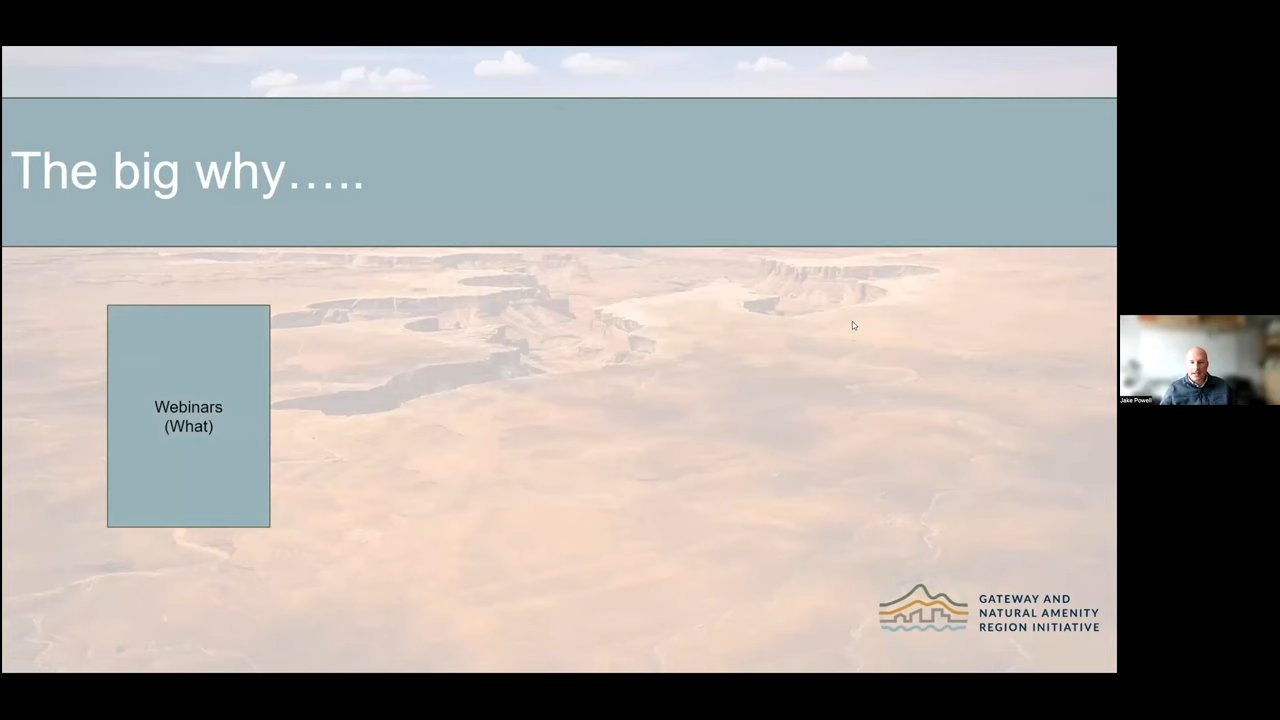 The big why…..
Webinars
(What)
Jake Powell
GATEWAY AND
NATURAL AMENITY
REGION INITIATIVE